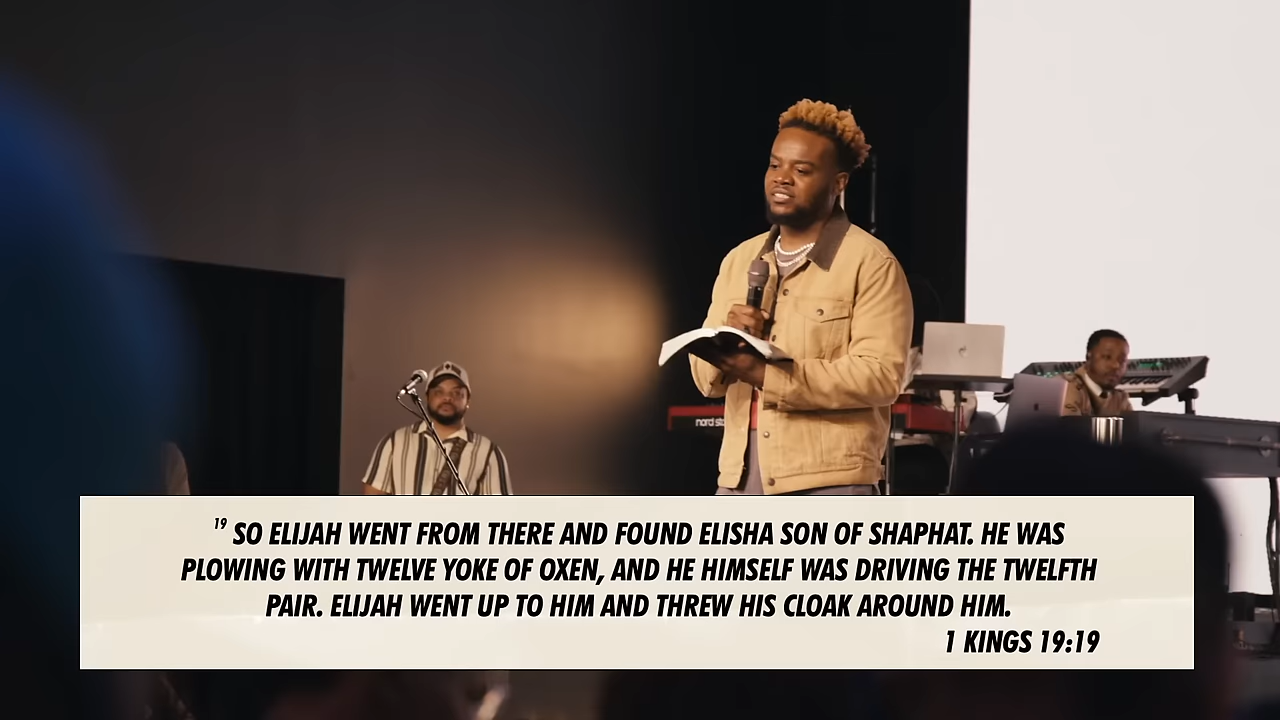 nord sta
19 SO ELIJAH WENT FROM THERE AND FOUND ELISHA SON OF SHAPHAT. HE WAS
PLOWING WITH TWELVE YOKE OF OXEN, AND HE HIMSELF WAS DRIVING THE TWELFTH
PAIR. ELIJAH WENT UP TO HIM AND THREW HIS CLOAK AROUND HIM.
1 KINGS 19:19